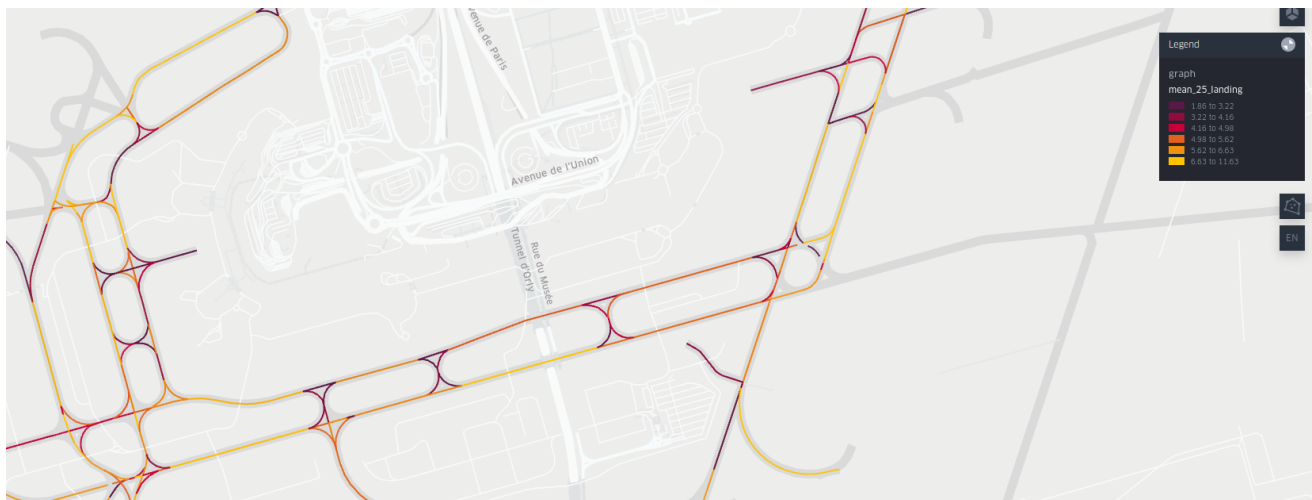 Avenue de Paris
Avenue de l'Union
Tunnel d'Orly
Rue du Musée
Legend
graph
mean_25_landing
1.86 to 3.22
3.22 to 4.16
4.16 to 4.98
4.98 to 5.62
5.62 to 6.63
6.63 to 11.63
EN